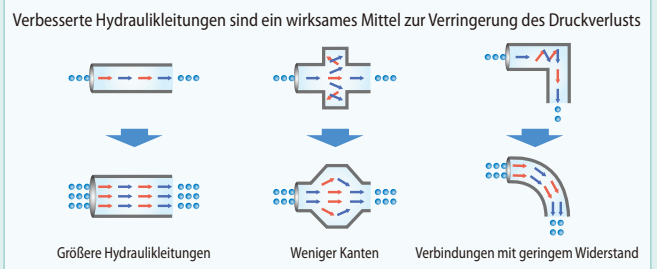 Verbesserte Hydraulikleitungen sind ein wirksames Mittel zur Verringerung des Druckverlusts
Größere Hydraulikleitungen
Weniger Kanten
Verbindungen mit geringem Widerstand